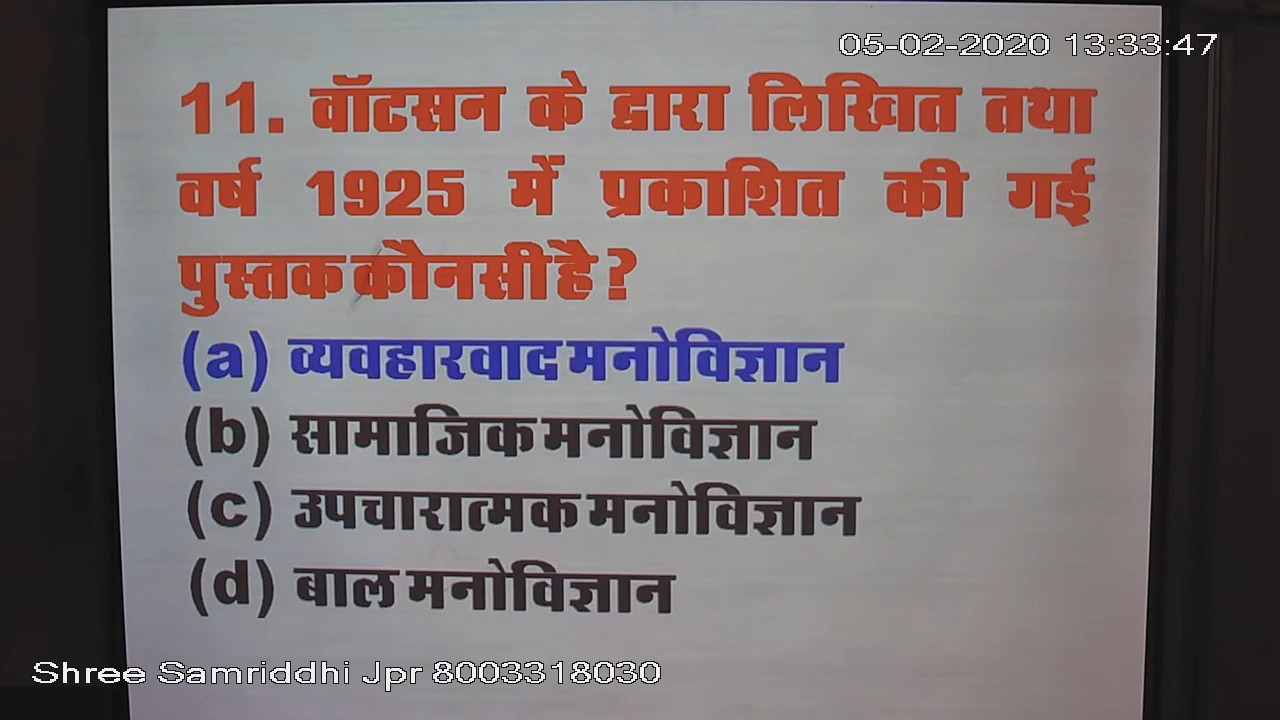 05-02-2020 13:33:47
11. वॉटसन के द्वारा लिखित तथा
वर्ष 1925 में प्रकाशित की गई
पुस्तक कौनसी है ?
(a) व्यवहारवाद मनोविज्ञान
(b) सामाजिक मनोविज्ञान
(c) उपचारात्मक मनोविज्ञान
(d) बाल मनोविज्ञान
Shree Samriddhi Jpr 8003318030